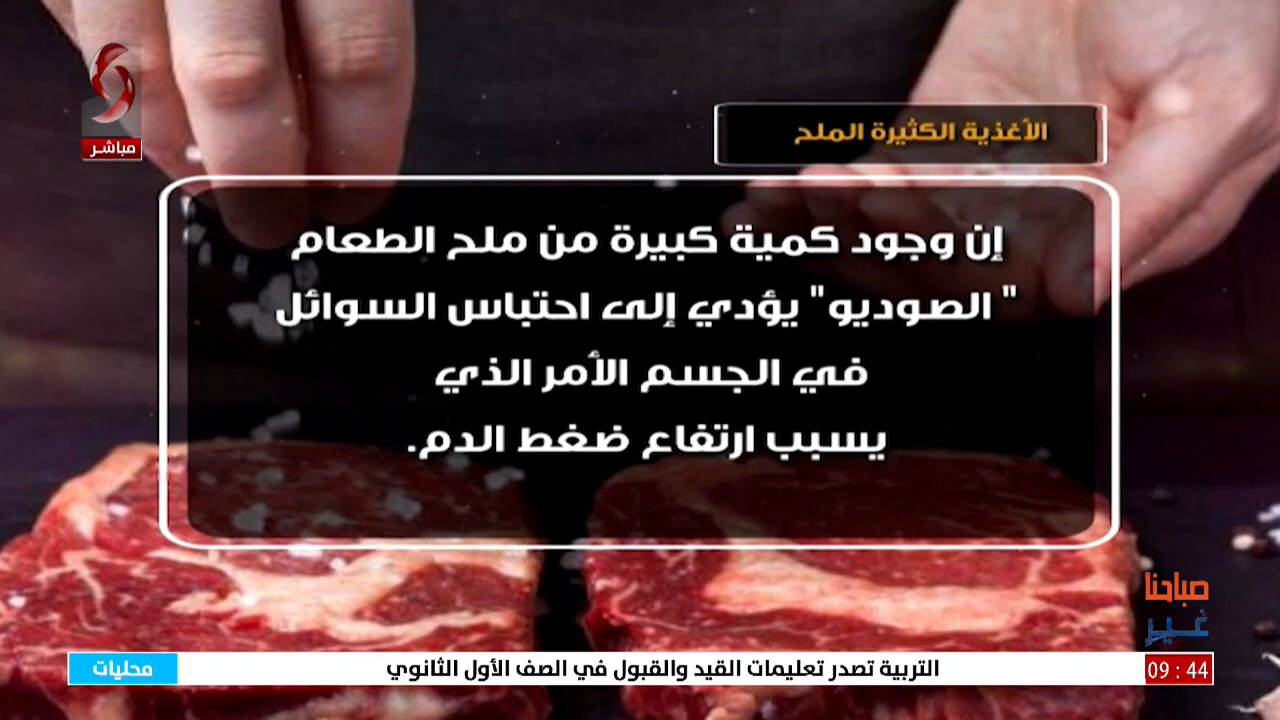 مباشر
الأغذية الكثيرة الملح
إن وجود كمية كبيرة من ملح الطعام
" الصوديو" يؤدي إلى احتباس السوائل
في الجسم الأمر الذي
يسبب ارتفاع ضغط الدم.
صباحنا
غير
محليات
التربية تصدر تعليمات القيد والقبول في الصف الأول الثانوي
09 : 44